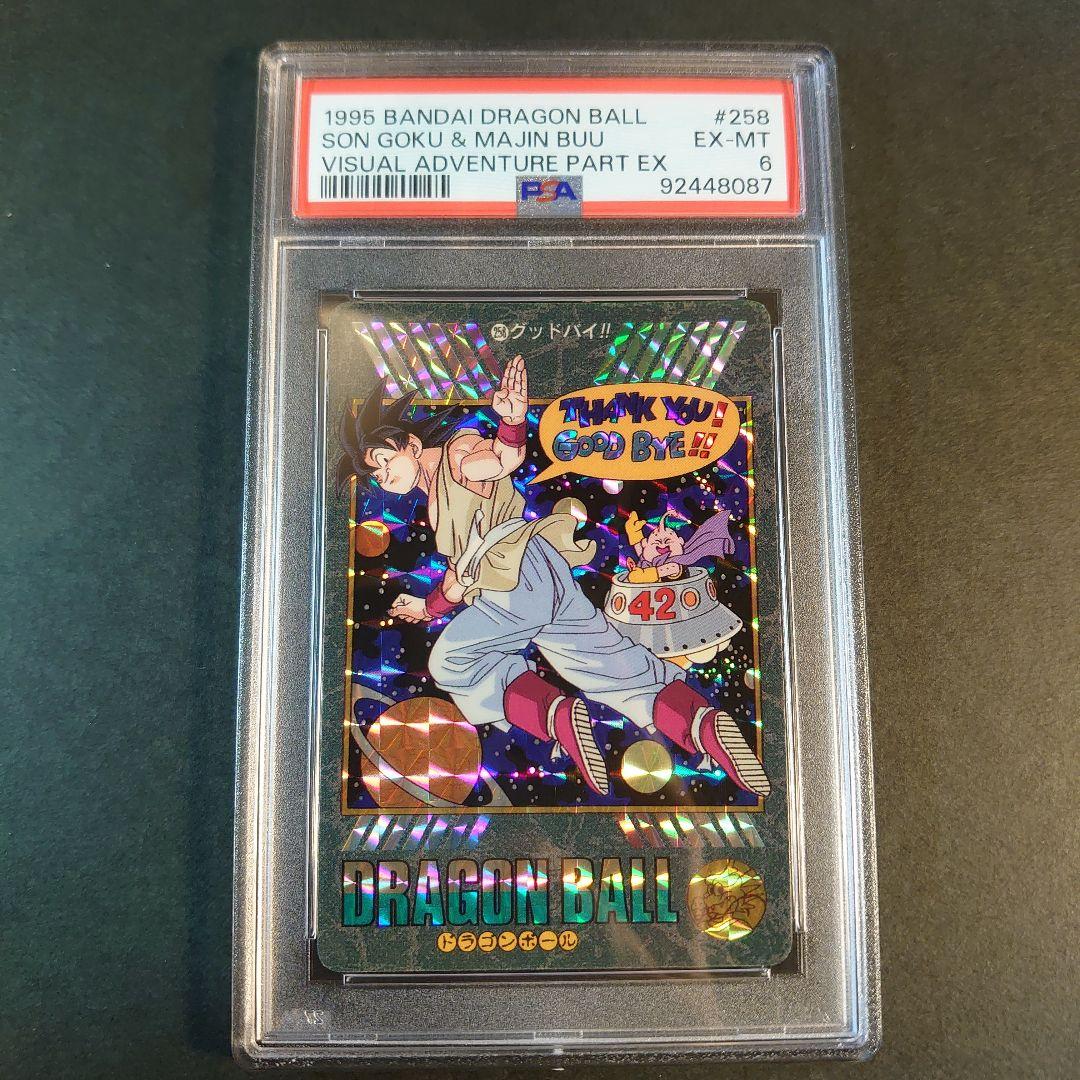 1995 BANDAI DRAGON BALL #258
SON GOKU & MAJIN BUU EX-MT
VISUAL ADVENTURE PART EX 6
PSA 92448087
258 グッドバイ!!
THANK YOU!
GOOD BYE!!
42
DRAGON BALL
ドラゴンボール